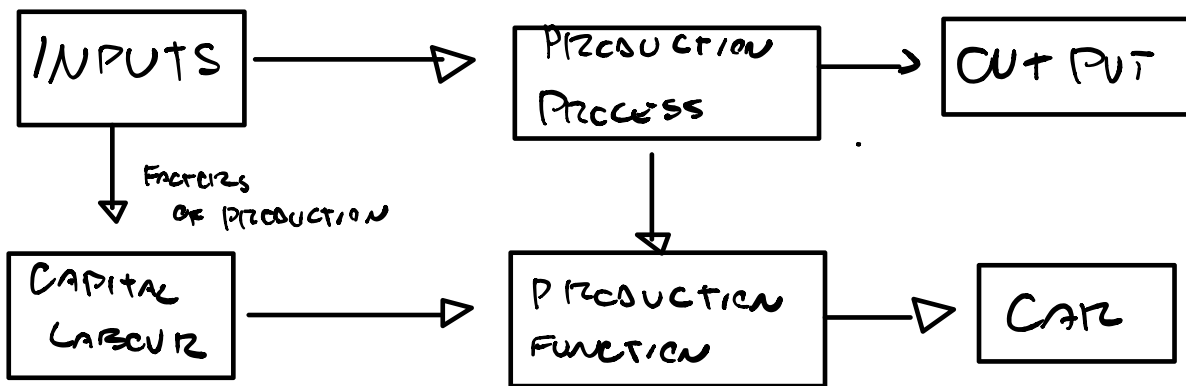 INPUTS
PRODUCTION
PROCESS
OUTPUT
FACTORS
OF PRODUCTION
CAPITAL
LABOUR
PRODUCTION
FUNCTION
CAR